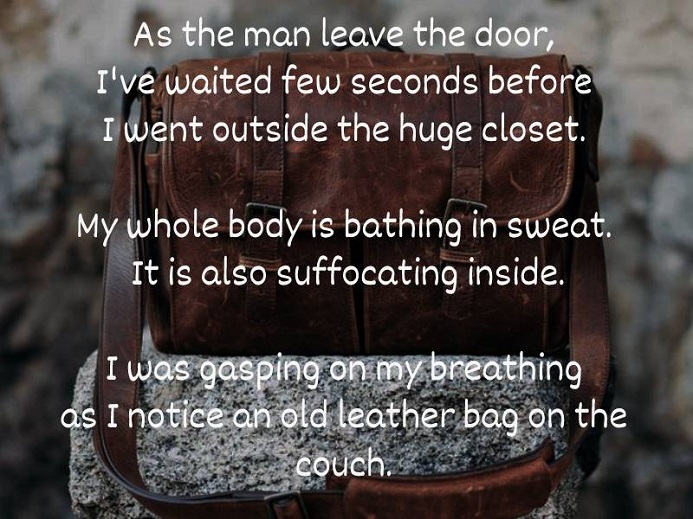 As the man leave the door,
I've waited few seconds before
I went outside the huge closet.
My whole body is bathing in sweat.
It is also suffocating inside.
I was gasping on my breathing
as I notice an old leather bag on the
couch.